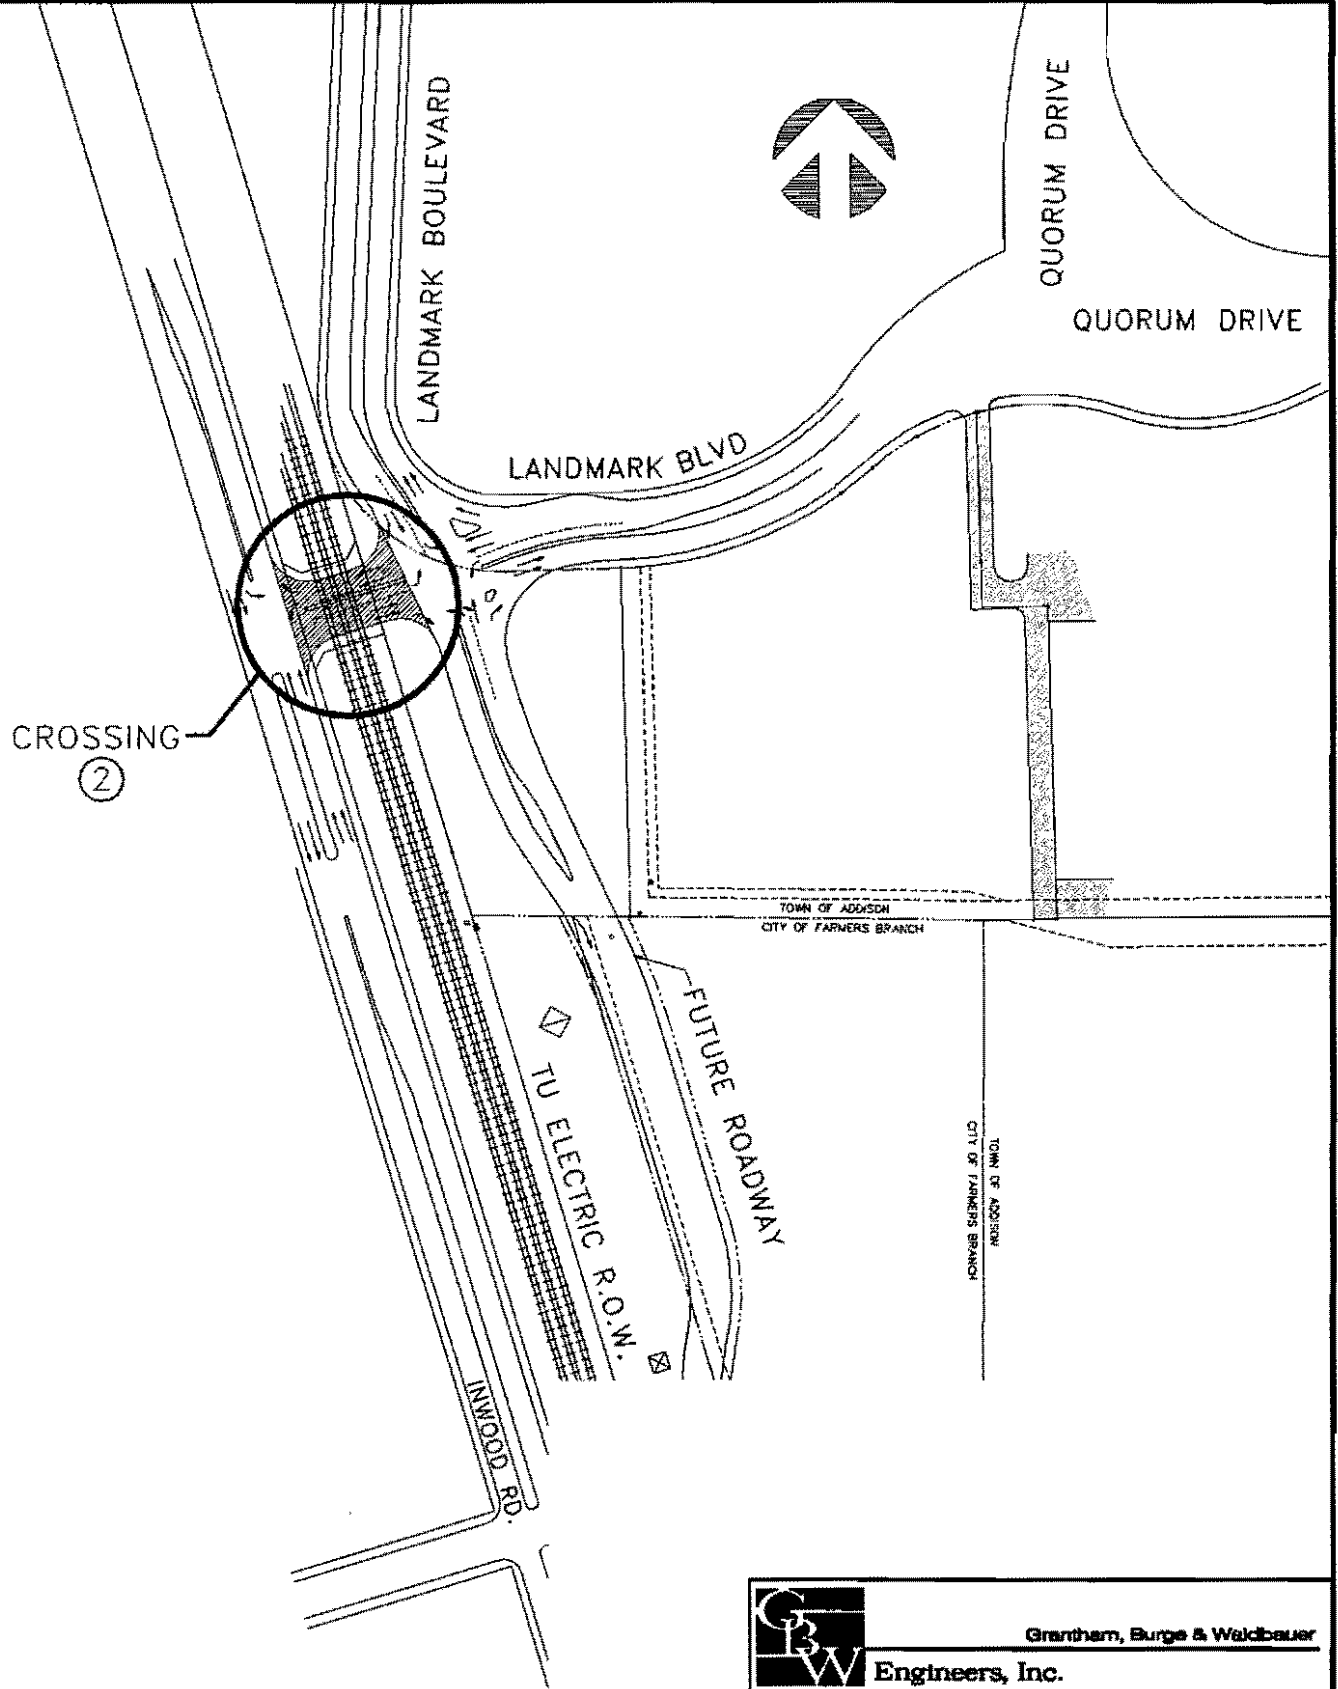 LANDMARK BOULEVARD
QUORUM DRIVE
QUORUM DRIVE
LANDMARK BLVD
CROSSING
2
TOWN OF ADDISON
CITY OF FARMERS BRANCH
FUTURE ROADWAY
TU ELECTRIC R.O.W.
TOWN OF ADDISON
CITY OF FARMERS BRANCH
INWOOD RD.
GBW
Grantham, Burge & Waldbauer
Engineers, Inc.